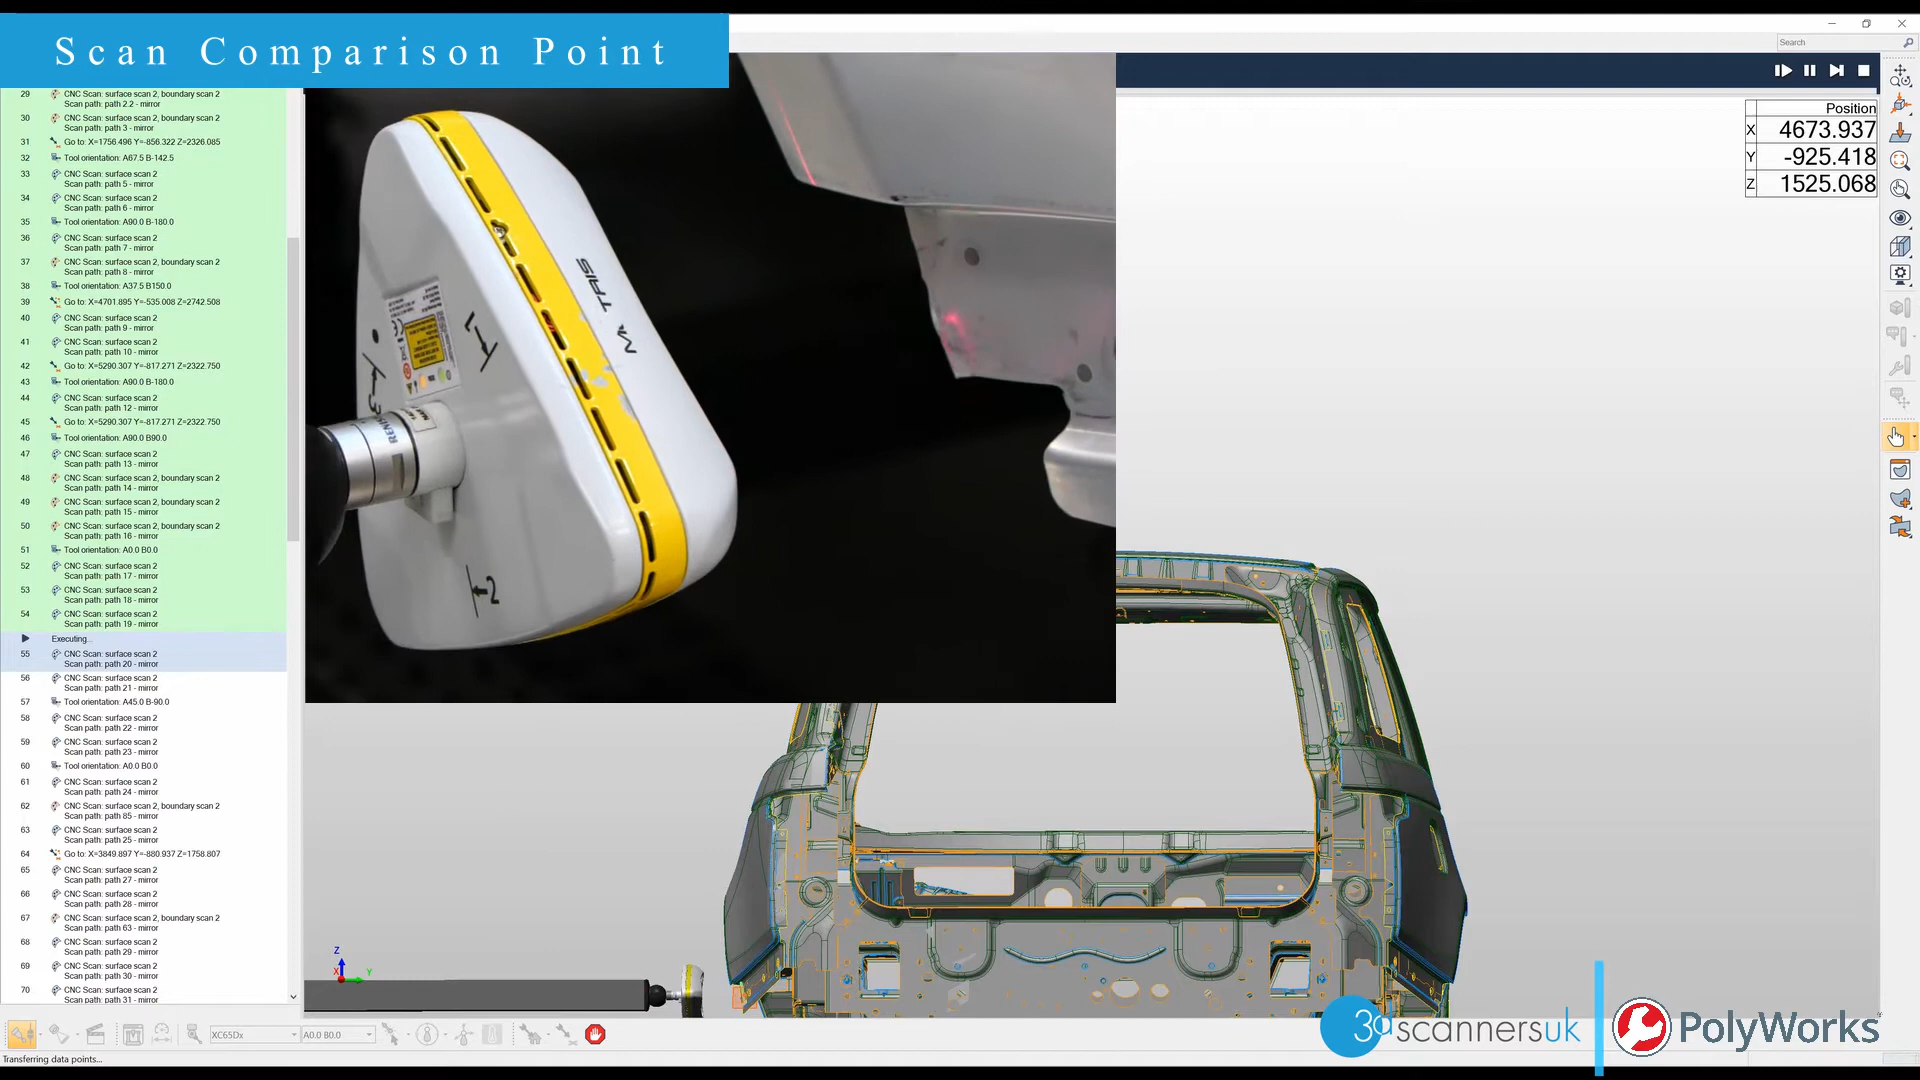 Scan Comparison Point
Search
29 CNC Scan: surface scan 2, boundary scan 2
Scan path: path 2.2 - mirror
30 CNC Scan: surface scan 2, boundary scan 2
Scan path: path 3 - mirror
31 Go to: X=1756.496 Y=-856.322 Z=2326.085
32 Tool orientation: A67.5 B-142.5
33 CNC Scan: surface scan 2
Scan path: path 5 - mirror
34 CNC Scan: surface scan 2
Scan path: path 6 - mirror
35 Tool orientation: A90.0 B-180.0
36 CNC Scan: surface scan 2
Scan path: path 7 - mirror
37 CNC Scan: surface scan 2, boundary scan 2
Scan path: path 8 - mirror
38 Tool orientation: A37.5 B150.0
39 Go to: X=4701.895 Y=-535.008 Z=2742.508
40 CNC Scan: surface scan 2
Scan path: path 9 - mirror
41 CNC Scan: surface scan 2
Scan path: path 10 - mirror
42 Go to: X=5290.307 Y=-817.271 Z=2322.750
43 Tool orientation: A90.0 B-180.0
44 CNC Scan: surface scan 2
Scan path: path 12 - mirror
45 Go to: X=5290.307 Y=-817.271 Z=2322.750
46 Tool orientation: A90.0 B90.0
47 CNC Scan: surface scan 2
Scan path: path 13 - mirror
48 CNC Scan: surface scan 2, boundary scan 2
Scan path: path 14 - mirror
49 CNC Scan: surface scan 2, boundary scan 2
Scan path: path 15 - mirror
50 CNC Scan: surface scan 2, boundary scan 2
Scan path: path 16 - mirror
51 Tool orientation: A0.0 B0.0
52 CNC Scan: surface scan 2
Scan path: path 17 - mirror
53 CNC Scan: surface scan 2
Scan path: path 18 - mirror
54 CNC Scan: surface scan 2
Scan path: path 19 - mirror
Executing...
55 CNC Scan: surface scan 2
Scan path: path 20 - mirror
56 CNC Scan: surface scan 2
Scan path: path 21 - mirror
57 Tool orientation: A45.0 B-90.0
58 CNC Scan: surface scan 2
Scan path: path 22 - mirror
59 CNC Scan: surface scan 2
Scan path: path 23 - mirror
60 Tool orientation: A0.0 B0.0
61 CNC Scan: surface scan 2
Scan path: path 24 - mirror
62 CNC Scan: surface scan 2, boundary scan 2
Scan path: path 85 - mirror
63 CNC Scan: surface scan 2
Scan path: path 25 - mirror
64 Go to: X=3849.897 Y=-880.937 Z=1758.807
65 CNC Scan: surface scan 2
Scan path: path 27 - mirror
66 CNC Scan: surface scan 2
Scan path: path 28 - mirror
67 CNC Scan: surface scan 2, boundary scan 2
Scan path: path 63 - mirror
68 CNC Scan: surface scan 2
Scan path: path 29 - mirror
69 CNC Scan: surface scan 2
Scan path: path 30 - mirror
70 CNC Scan: surface scan 2
Scan path: path 31 - mirror
1
3
2
Position
X 4673.937
Y -925.418
Z 1525.068
Z
X Y
XC65Dx
A0.0 B0.0
3d scannersuk
PolyWorks
Transferring data points...